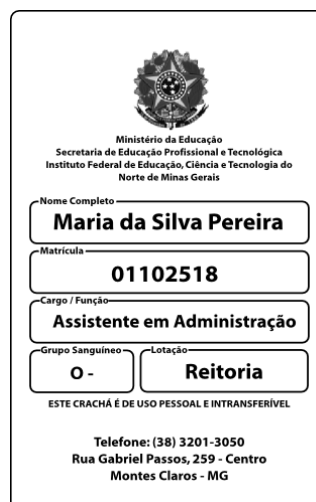 Ministério da Educação
Secretaria de Educação Profissional e Tecnológica
Instituto Federal de Educação, Ciência e Tecnologia do
Norte de Minas Gerais
Nome Completo
Maria da Silva Pereira
Matrícula
01102518
Cargo / Função
Assistente em Administração
Grupo Sanguíneo
O -
Lotação
Reitoria
ESTE CRACHÁ É DE USO PESSOAL E INTRANSFERÍVEL
Telefone: (38) 3201-3050
Rua Gabriel Passos, 259 - Centro
Montes Claros - MG